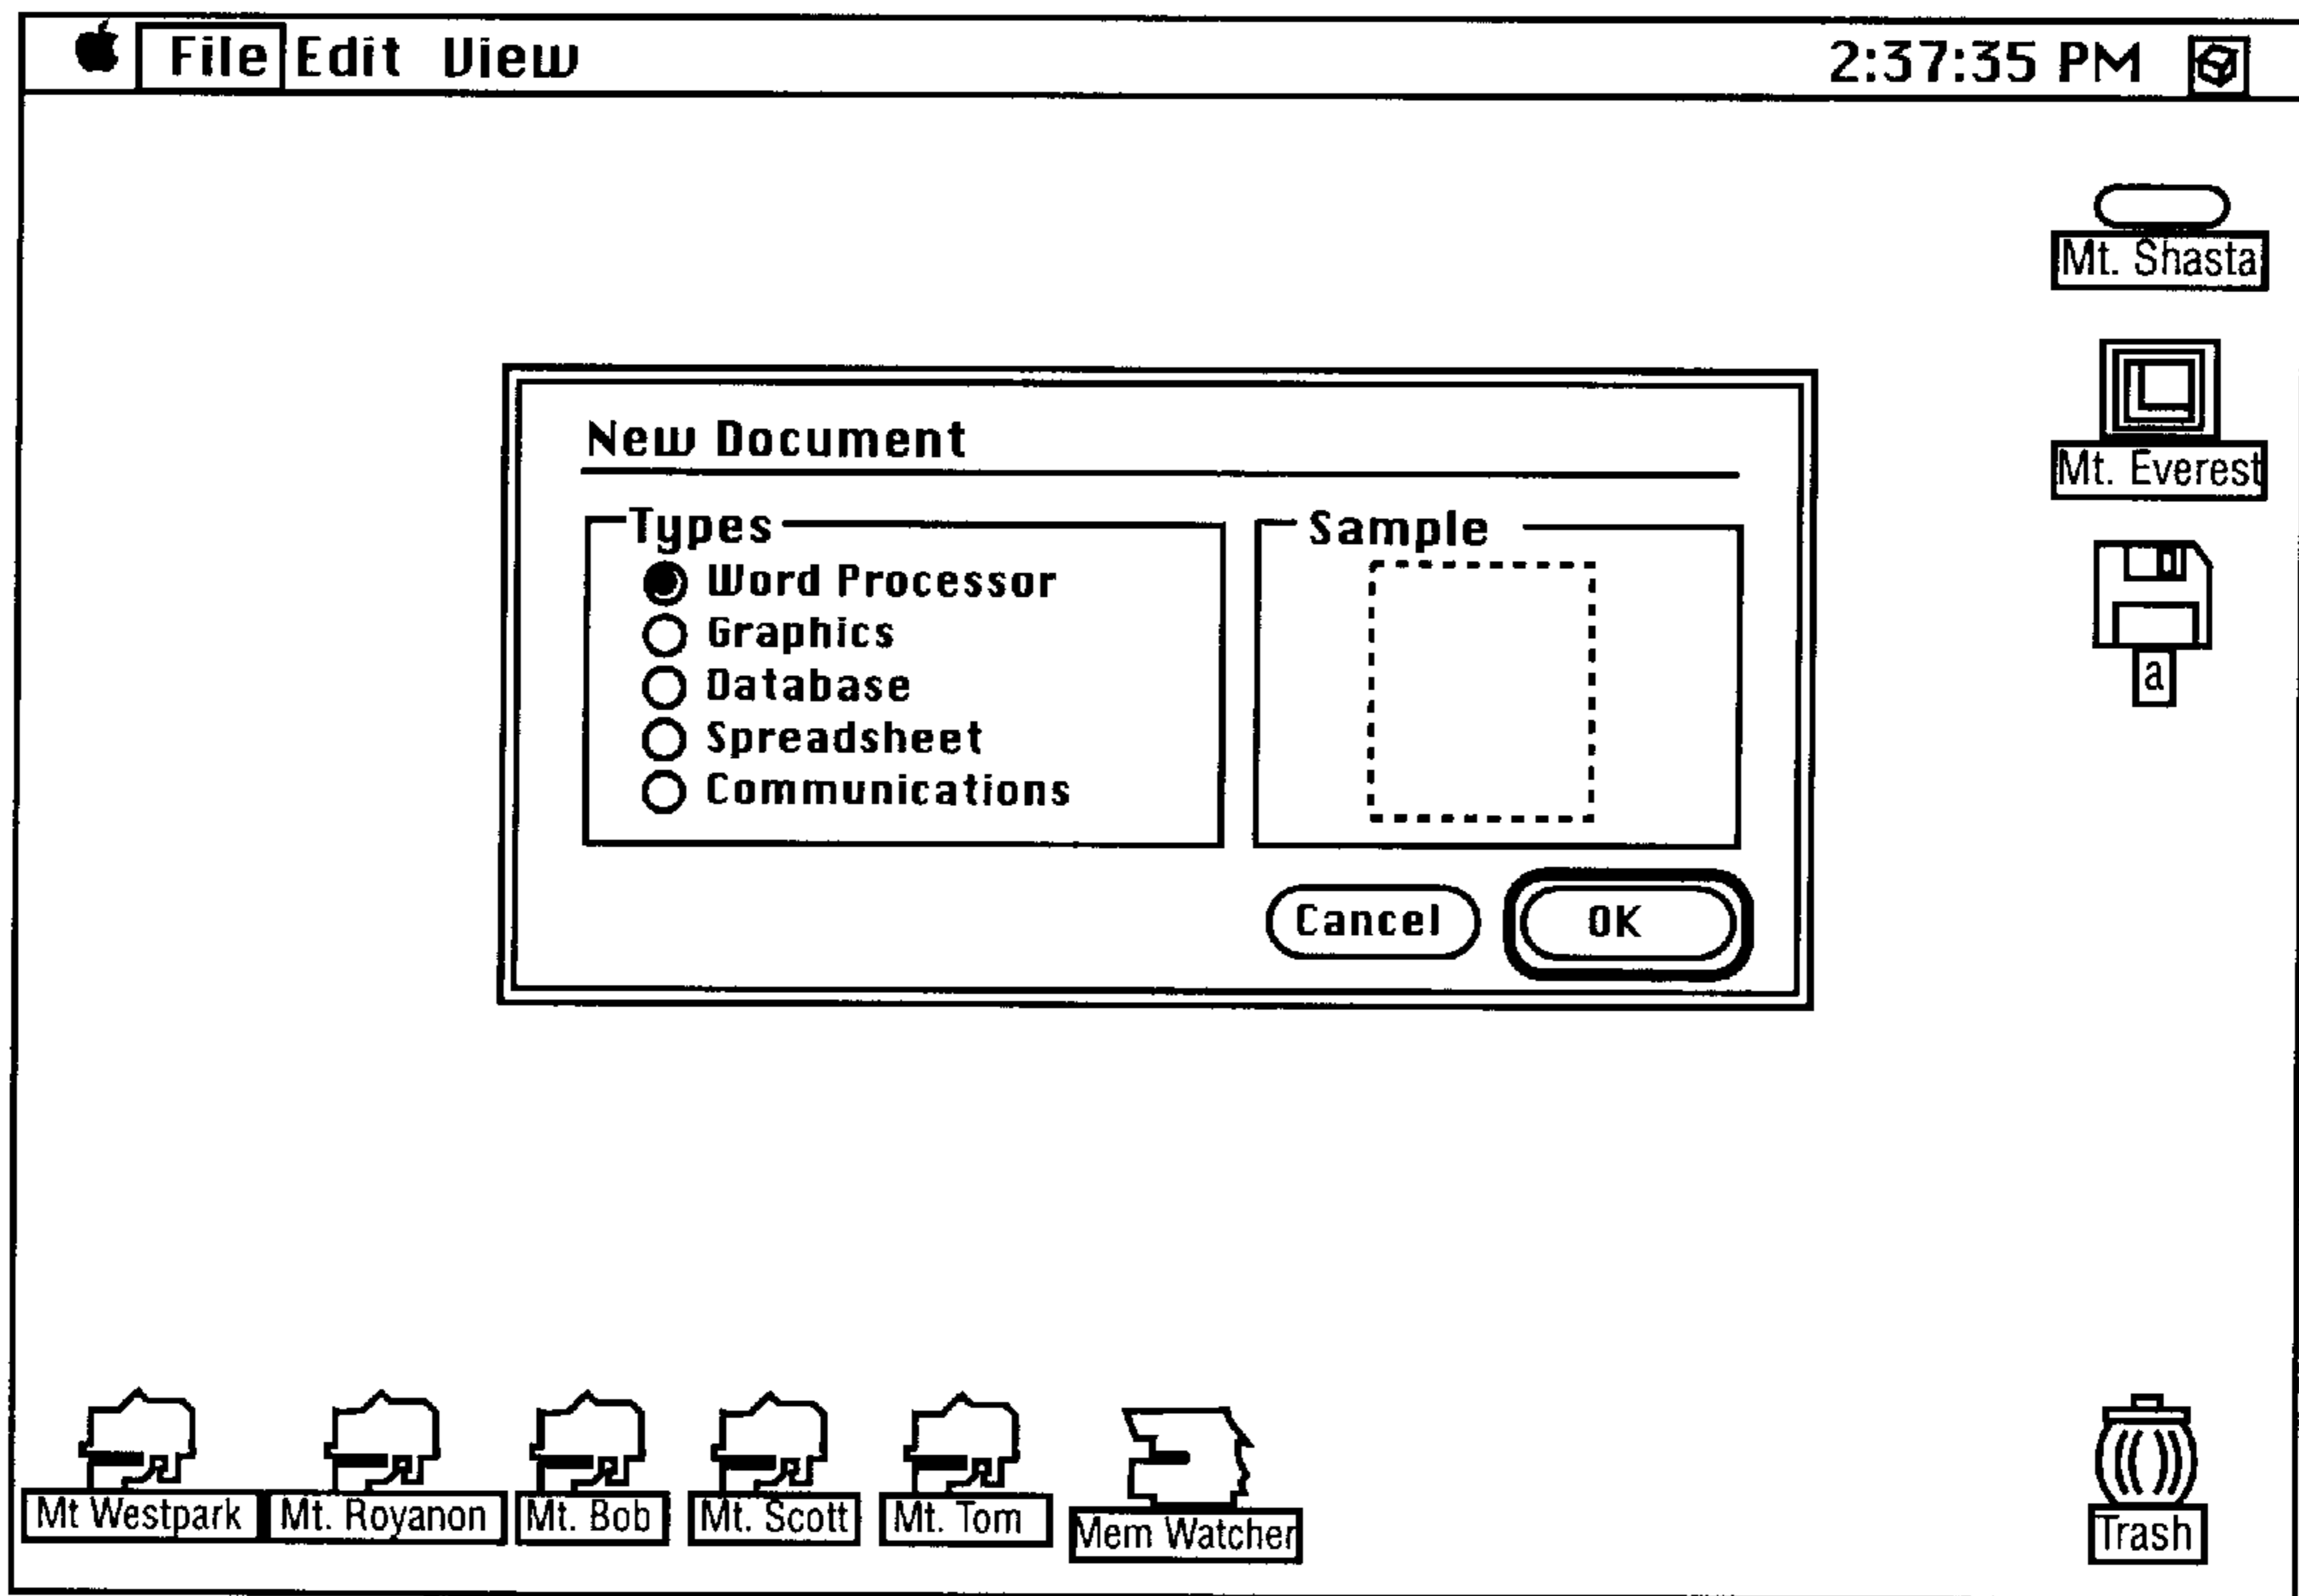 File Edit View 2:37:35 PM
Mt. Shasta
Mt. Everest
a
New Document
Types
Word Processor
Graphics
Database
Spreadsheet
Communications
Sample
Cancel OK
Mt Westpark Mt. Royanon Mt. Bob Mt. Scott Mt. Tom Mem Watcher Trash